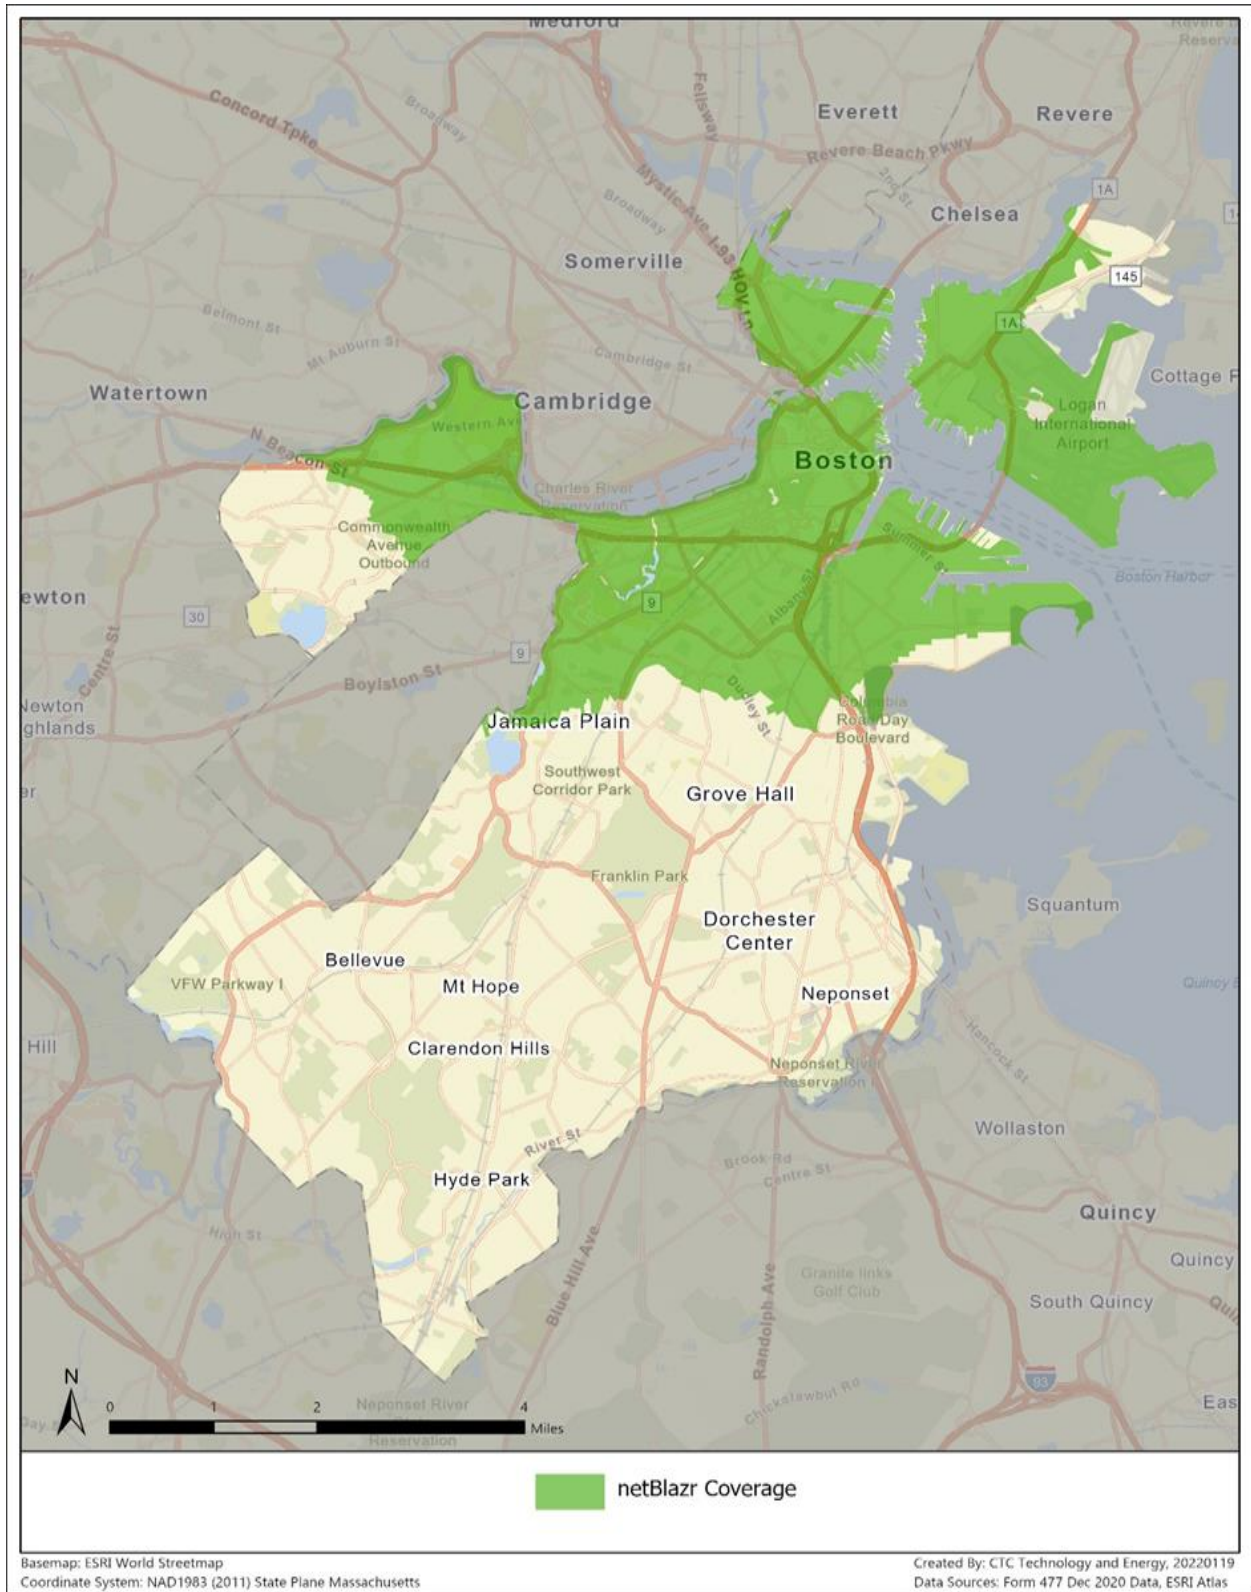 Medford
Revere B
Reserva
Concord Tpke
Broadway
Fellsway
Everett
Revere
Revere Beach Pkwy
Mystic Ave
I-93 HOV Ln
2nd St
1A
Broadway
Chelsea
Somerville
145
Belmont St
Mt Auburn St
1A
Cambridge St
Watertown
Cambridge
Cottage
Western Ave
Logan
International
Airport
N Beacon St
Boston
Charles River
Reservation
Commonwealth
Avenue
Outbound
Summer St
Boston Harbor
ewton
30
9
Albany St
9
Centre St
Boylston St
Newton
ghlands
Dudley St
Columbia
Road/Day
Boulevard
Jamaica Plain
Southwest
Corridor Park
Grove Hall
Franklin Park
Squantum
Dorchester
Center
Bellevue
VFW Parkway I
Mt Hope
Neponset
Quincy
Hill
Clarendon Hills
Hancock St
Neponset River
Reservation I
Wollaston
River St
Brook Rd
Centre St
Hyde Park
Quincy
High St
Quincy
Blue Hill Ave
Granite links
Golf Club
South Quincy
Randolph Ave
93
N
Chickatawbut Rd
Eas
0 1 2 4
Miles
Neponset River
Reservation
netBlazr Coverage
Basemap: ESRI World Streetmap
Created By: CTC Technology and Energy, 20220119
Coordinate System: NAD1983 (2011) State Plane Massachusetts
Data Sources: Form 477 Dec 2020 Data, ESRI Atlas